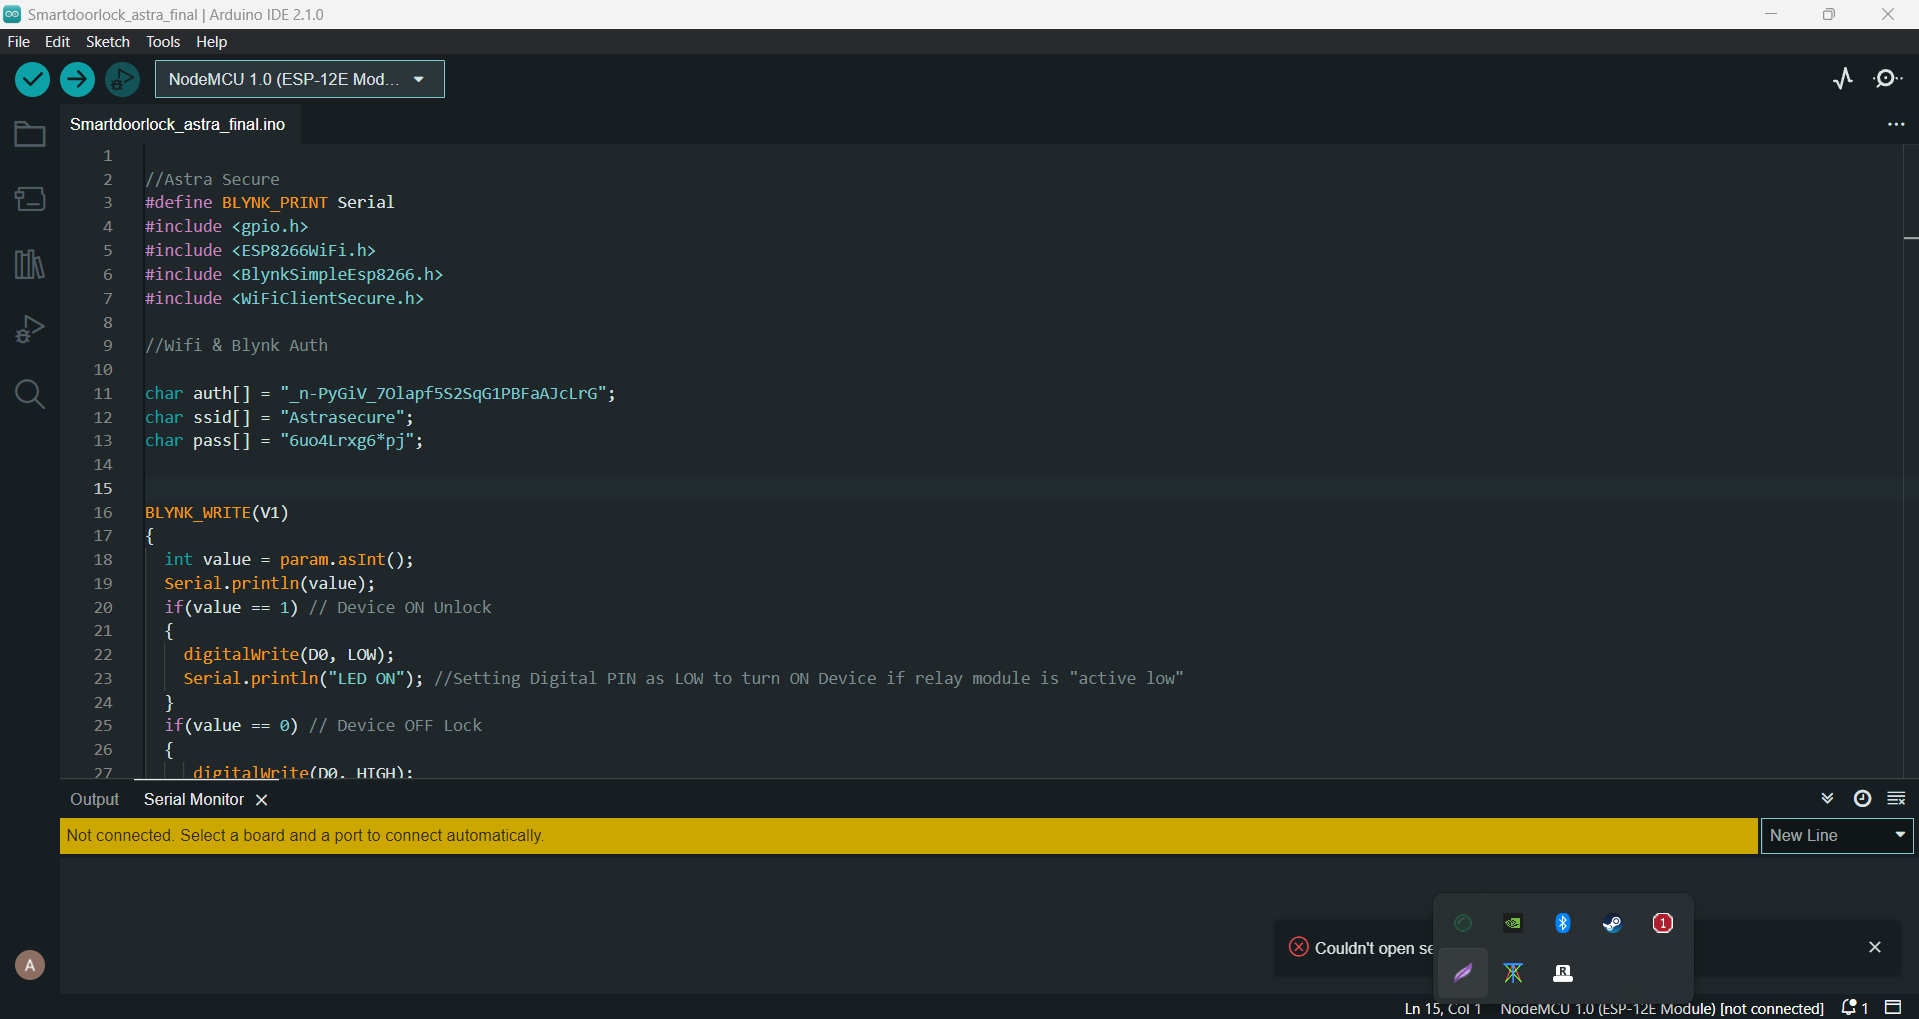 Smartdoorlock_astra_final | Arduino IDE 2.1.0
File Edit Sketch Tools Help
NodeMCU 1.0 (ESP-12E Mod...
Smartdoorlock_astra_final.ino
1
2 //Astra Secure
3 #define BLYNK_PRINT Serial
4 #include <gpio.h>
5 #include <ESP8266WiFi.h>
6 #include <BlynkSimpleEsp8266.h>
7 #include <WiFiClientSecure.h>
8
9 //Wifi & Blynk Auth
10
11 char auth[] = "_n-PyGiV_7Olapf5S2SqG1PBFaAJcLrG";
12 char ssid[] = "Astrasecure";
13 char pass[] = "6uo4Lrxg6*pj";
14
15
16 BLYNK_WRITE(V1)
17 {
18 int value = param.asInt();
19 Serial.println(value);
20 if(value == 1) // Device ON Unlock
21 {
22 digitalWrite(D0, LOW);
23 Serial.println("LED ON"); //Setting Digital PIN as LOW to turn ON Device if relay module is "active low"
24 }
25 if(value == 0) // Device OFF Lock
26 {
27 digitalWrite(D0, HIGH);
Output Serial Monitor
Not connected. Select a board and a port to connect automatically.
New Line
1
A
Couldn't open se
R
Ln 15, Col 1 NodeMCU 1.0 (ESP-12E Module) [not connected] 1